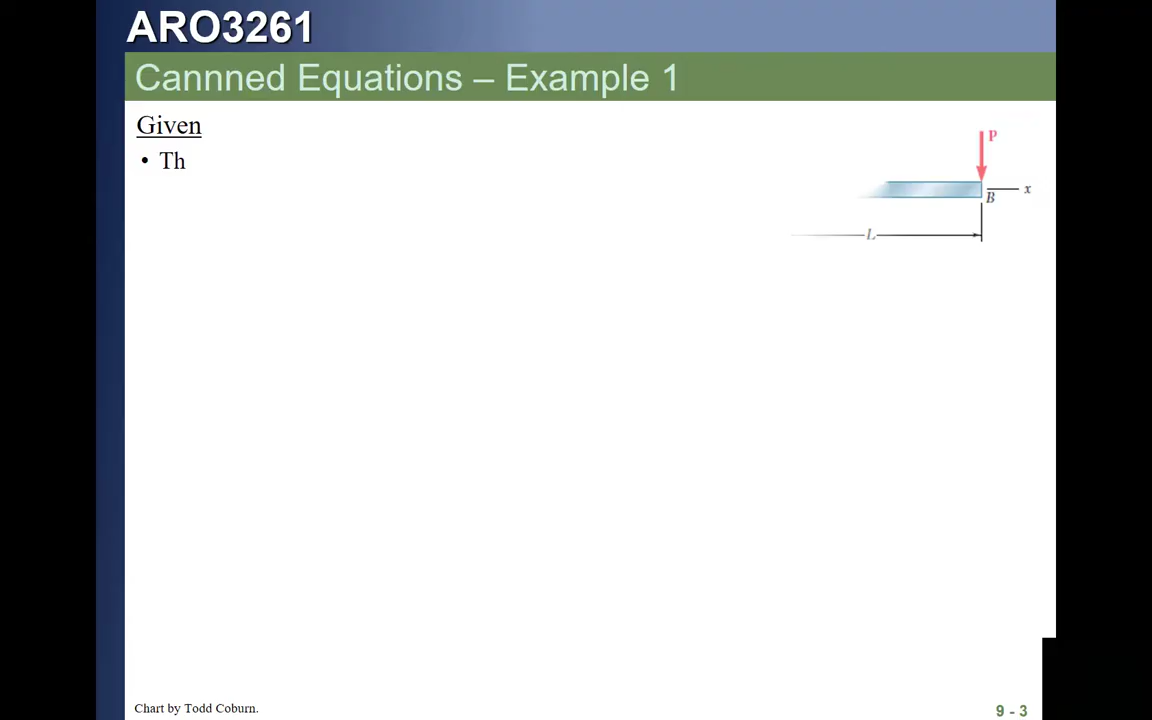 ARO3261
Cannned Equations – Example 1
Given
• Th
P
B
x
L
Chart by Todd Coburn.
9 - 3